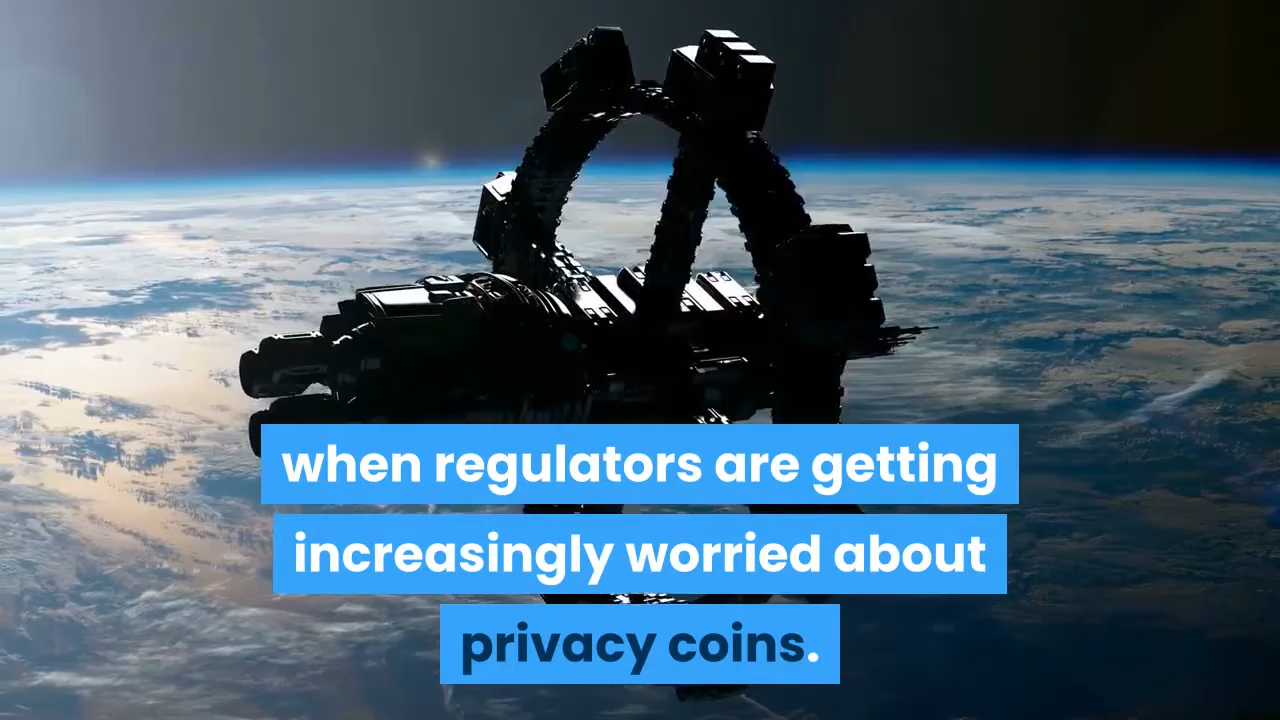 when regulators are getting
increasingly worried about
privacy coins.